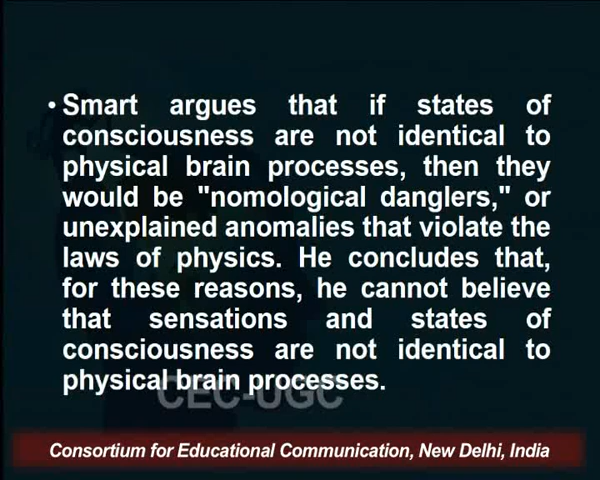 • Smart argues that if states of
consciousness are not identical to
physical brain processes, then they
would be "nomological danglers," or
unexplained anomalies that violate the
laws of physics. He concludes that,
for these reasons, he cannot believe
that sensations and states of
consciousness are not identical to
physical brain processes.
CEC-UGC
Consortium for Educational Communication, New Delhi, India